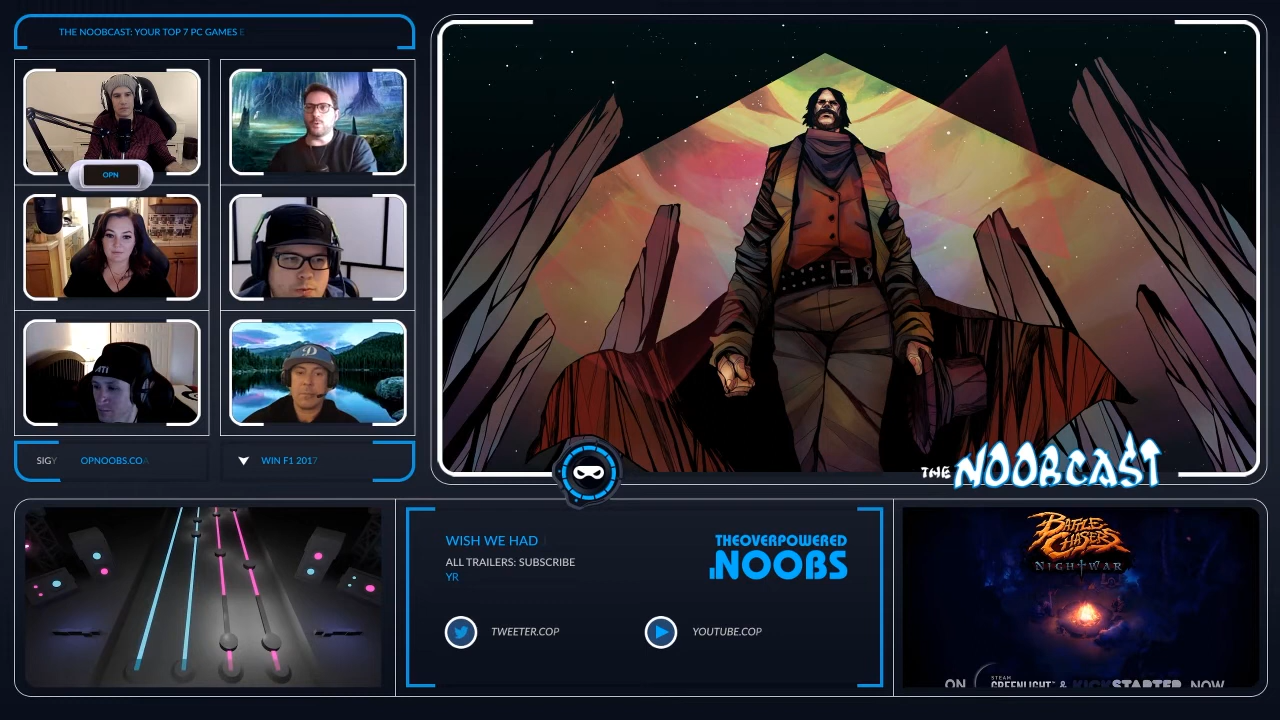 THE NOOBCAST: YOUR TOP 7 PC GAMES E
OPN
D
SIGY
OPNOOBS.COA
WIN F1 2017
THE NOOBCAST
WISH WE HAD
ALL TRAILERS: SUBSCRIBE
YR
THEOVERPOWERED
.NOOBS
TWEETER.COP
YOUTUBE.COP
BATTLE
CHASERS
NIGHTWAR
ON STEAM GREENLIGHT & KICKSTARTER NOW